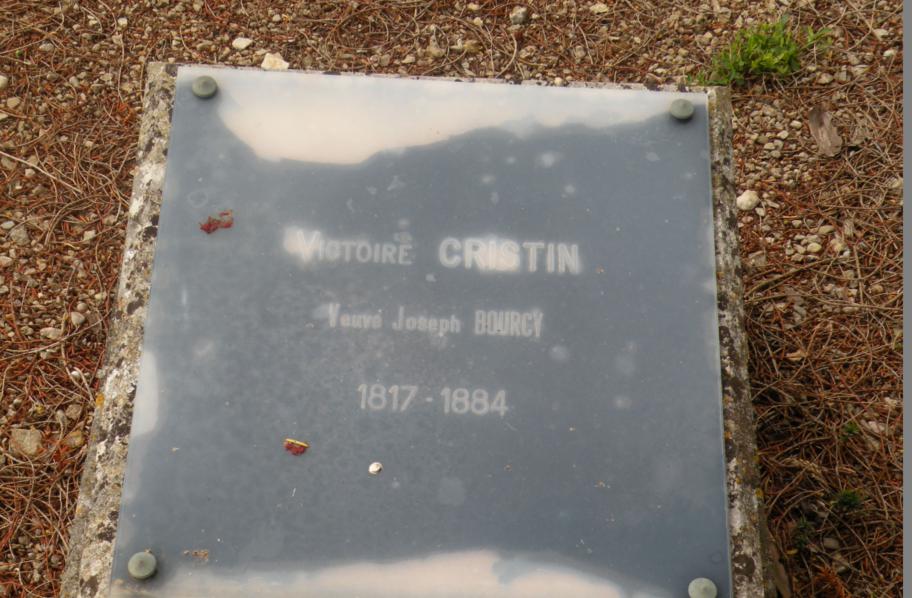 VICTOIRE CRISTIN
Veuve Joseph BOURCY
1817 - 1884